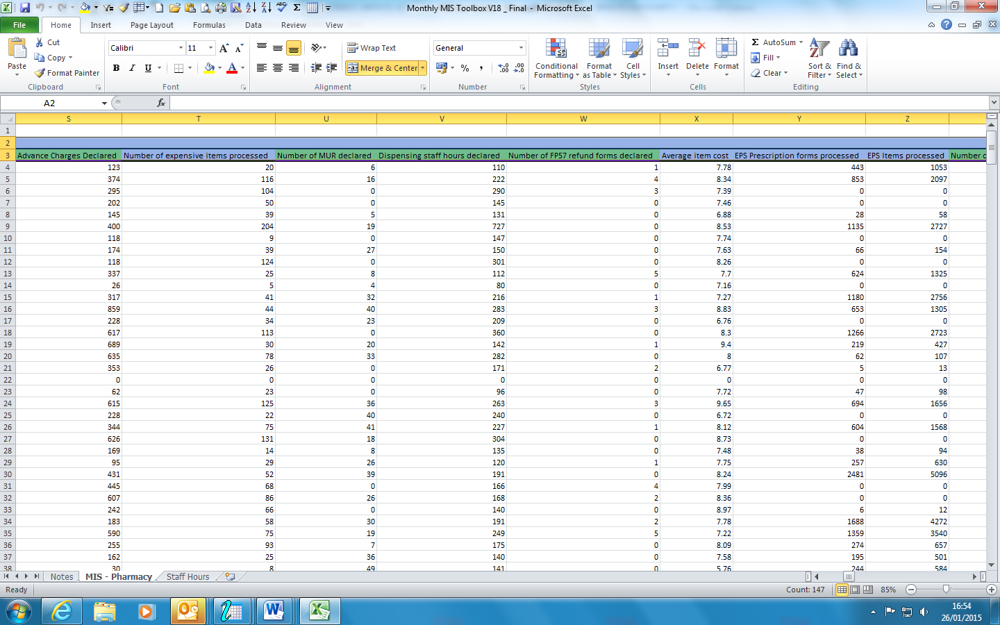 Monthly MIS Toolbox V18 _ Final - Microsoft Excel
File Home Insert Page Layout Formulas Data Review View
Paste Cut Copy Format Painter
Clipboard
Calibri 11
B I U
Font
Wrap Text
Merge & Center
Alignment
General
Number
Conditional Formatting Format as Table Cell Styles
Styles
Insert Delete Format
Cells
AutoSum Fill Clear Sort & Filter Find & Select
Editing
A2 fx
S T U V W X Y Z
1
2
3 Advance Charges Declared Number of expensive items processed Number of MUR declared Dispensing staff hours declared Number of FP57 refund forms declared Average item cost EPS Prescription forms processed EPS Items processed Number
4 123 20 6 110 1 7.78 443 1053
5 374 116 16 222 4 8.34 853 2097
6 295 104 0 290 3 7.39 0 0
7 202 50 0 145 0 7.46 0 0
8 145 39 5 131 0 6.88 28 58
9 400 204 19 727 0 8.53 1135 2727
10 118 9 0 147 0 7.74 0 0
11 174 39 27 150 0 7.63 66 154
12 118 124 0 301 0 8.26 0 0
13 337 25 8 112 5 7.7 624 1325
14 26 5 4 80 0 7.16 0 0
15 317 41 32 216 1 7.27 1180 2756
16 859 44 40 283 3 8.83 653 1305
17 228 34 23 209 0 6.76 0 0
18 617 113 0 360 0 8.3 1266 2723
19 689 30 20 142 1 9.4 219 427
20 635 78 33 282 0 8 62 107
21 353 26 0 171 2 6.77 5 13
22 0 0 0 0 0 0 0 0
23 62 23 0 96 0 7.72 47 98
24 615 125 36 263 3 9.65 694 1656
25 228 22 40 240 0 6.72 0 0
26 344 75 41 227 1 8.12 604 1568
27 626 131 18 304 0 8.73 0 0
28 169 14 8 135 0 7.48 38 94
29 95 29 26 120 1 7.75 257 630
30 431 52 39 191 0 8.24 2481 5096
31 445 68 0 166 4 7.99 0 0
32 607 86 26 168 2 8.36 0 0
33 242 66 0 140 0 8.97 6 12
34 183 58 30 191 2 7.78 1688 4272
35 590 75 19 249 5 7.22 1359 3540
36 255 93 7 175 0 8.09 274 657
37 162 25 36 140 0 7.58 195 501
38 30 8 49 141 0 5.76 244 584
Notes MIS - Pharmacy Staff Hours
Ready Count: 147 85%
16:54
26/01/2015